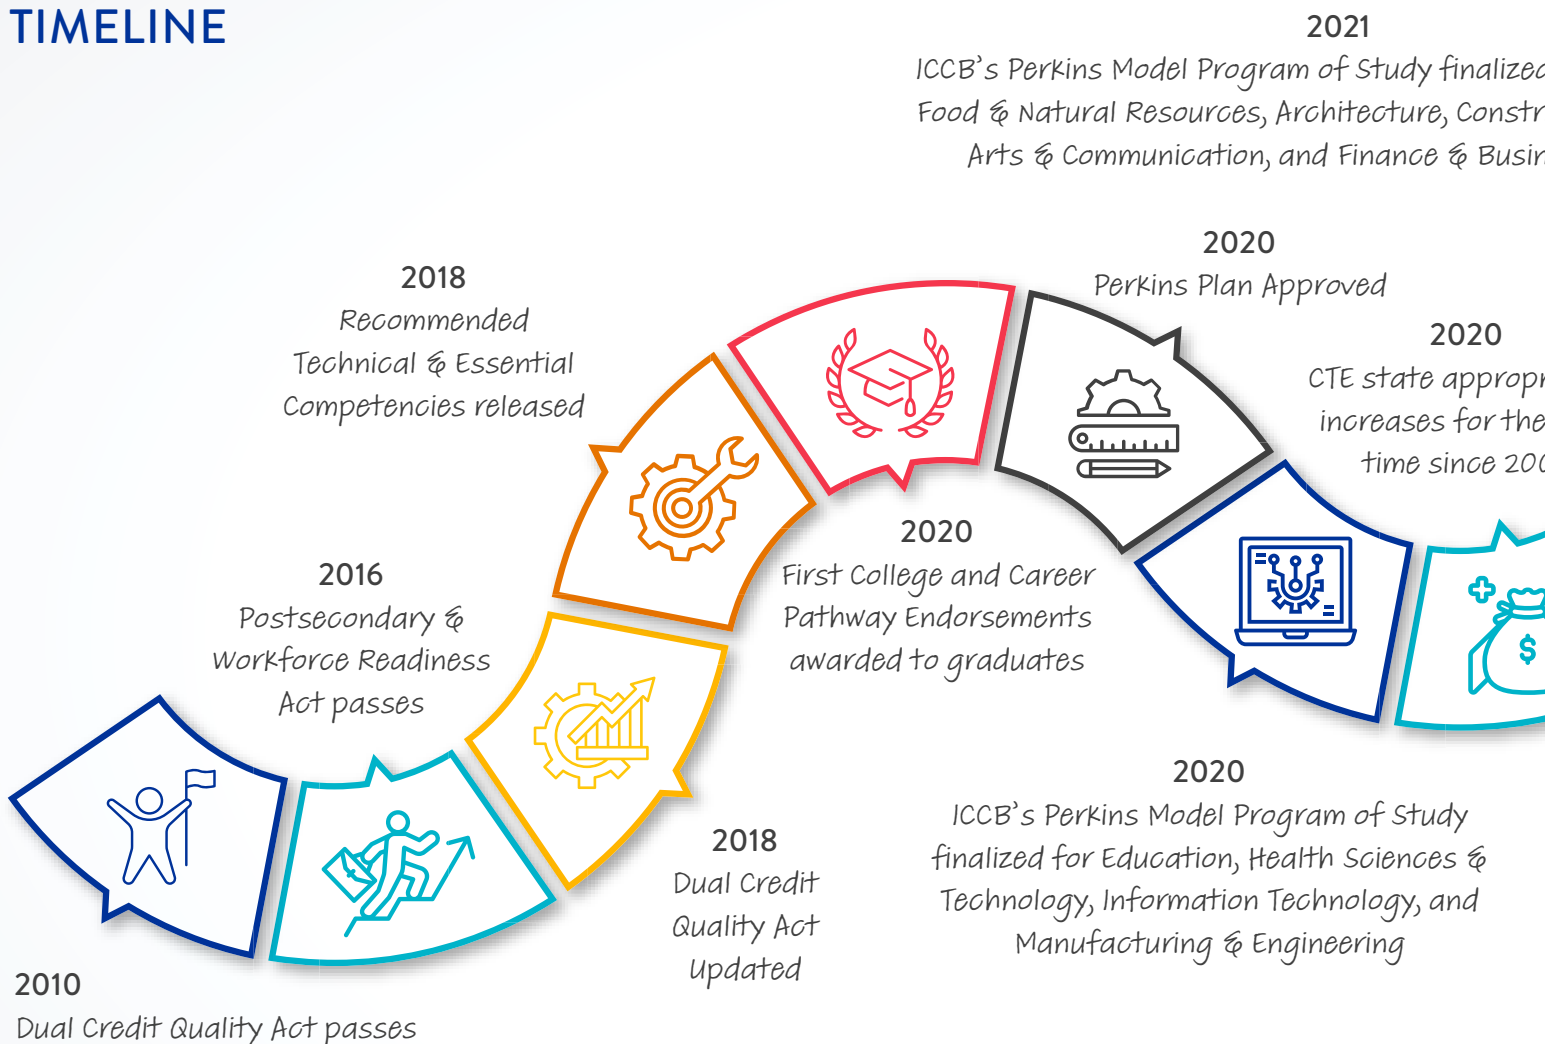 TIMELINE
2021
ICCB's Perkins Model Program of Study finalized
Food & Natural Resources, Architecture,
Arts & Communication, and Finance &
2020
Perkins Plan Approved
2018
Recommended
Technical & Essential
Competencies released
2020
CTE state
increases for the
time since
2020
First College and Career
Pathway Endorsements
awarded to graduates
2016
Postsecondary &
Workforce Readiness
Act passes
$
2020
ICCB's Perkins Model Program of Study
finalized for Education, Health Sciences &
Technology, Information Technology, and
Manufacturing & Engineering
2018
Dual Credit
Quality Act
Updated
2010
Dual Credit Quality Act passes